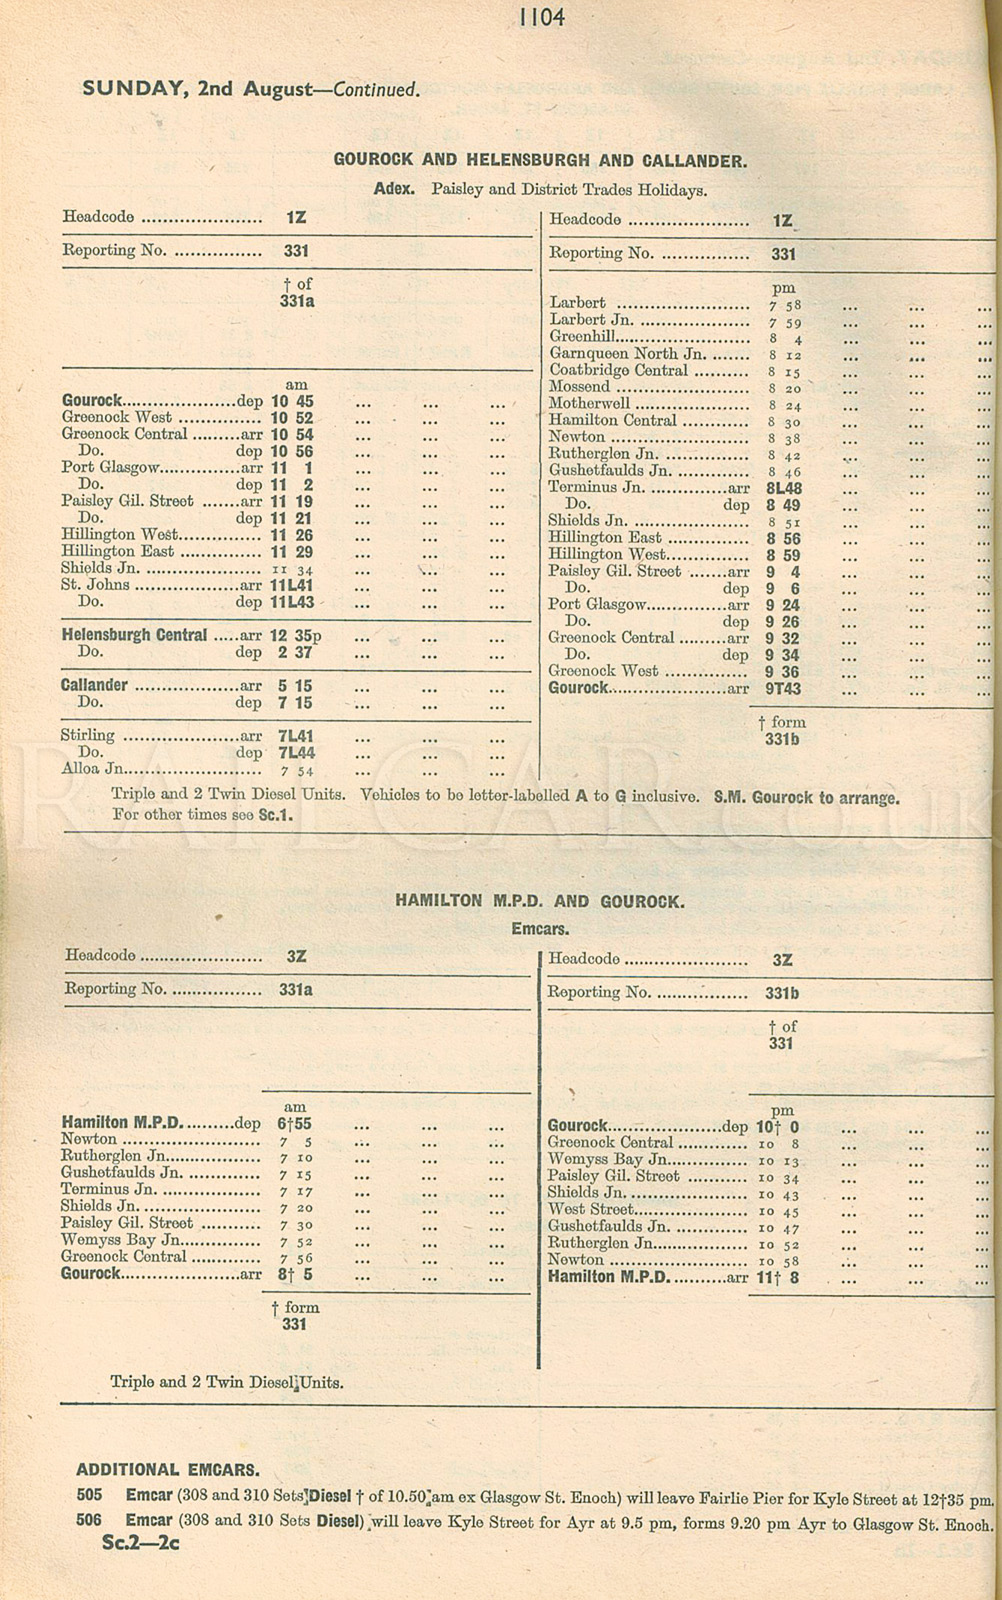 1104
SUNDAY, 2nd August—Continued.
GOUROCK AND HELENSBURGH AND CALLANDER.
Adex. Paisley and District Trades Holidays.
Headcode ...................... 1Z
Reporting No. ................ 331
† of
331a
am
Gourock.....................dep 10 45 ... ... ...
Greenock West ............... 10 52 ... ... ...
Greenock Central .........arr 10 54 ... ... ...
Do. dep 10 56 ... ... ...
Port Glasgow...............arr 11 1 ... ... ...
Do. dep 11 2 ... ... ...
Paisley Gil. Street .......arr 11 19 ... ... ...
Do. dep 11 21 ... ... ...
Hillington West............... 11 26 ... ... ...
Hillington East ............... 11 29 ... ... ...
Shields Jn. ..................... 11 34 ... ... ...
St. Johns ...................arr 11L41 ... ... ...
Do. dep 11L43 ... ... ...
Helensburgh Central .....arr 12 35p ... ... ...
Do. dep 2 37 ... ... ...
Callander ...................arr 5 15 ... ... ...
Do. dep 7 15 ... ... ...
Stirling .....................arr 7L41 ... ... ...
Do. dep 7L44 ... ... ...
Alloa Jn......................... 7 54 ... ... ...
Headcode ...................... 1Z
Reporting No. ................ 331
pm
Larbert ........................ 7 58 ... ... ...
Larbert Jn. .................... 7 59 ... ... ...
Greenhill........................ 8 4 ... ... ...
Garnqueen North Jn. ....... 8 12 ... ... ...
Coatbridge Central .......... 8 15 ... ... ...
Mossend ........................ 8 20 ... ... ...
Motherwell ..................... 8 24 ... ... ...
Hamilton Central ............. 8 30 ... ... ...
Newton ......................... 8 38 ... ... ...
Rutherglen Jn. ................ 8 42 ... ... ...
Gushetfaulds Jn. ............. 8 46 ... ... ...
Terminus Jn. ..............arr 8L48 ... ... ...
Do. dep 8 49 ... ... ...
Shields Jn. ..................... 8 51 ... ... ...
Hillington East ............... 8 56 ... ... ...
Hillington West............... 8 59 ... ... ...
Paisley Gil. Street .......arr 9 4 ... ... ...
Do. dep 9 6 ... ... ...
Port Glasgow...............arr 9 24 ... ... ...
Do. dep 9 26 ... ... ...
Greenock Central .........arr 9 32 ... ... ...
Do. dep 9 34 ... ... ...
Greenock West ............... 9 36 ... ... ...
Gourock.....................arr 9T43 ... ... ...
† form
331b
Triple and 2 Twin Diesel Units. Vehicles to be letter-labelled A to G inclusive. S.M. Gourock to arrange.
For other times see Sc.1.
RAILCAR.co.uk
HAMILTON M.P.D. AND GOUROCK.
Emcars.
Headcode ...................... 3Z
Reporting No. ................ 331a
am
Hamilton M.P.D..........dep 6†55 ... ... ...
Newton ......................... 7 5 ... ... ...
Rutherglen Jn................. 7 10 ... ... ...
Gushetfaulds Jn. ............. 7 15 ... ... ...
Terminus Jn. .................. 7 17 ... ... ...
Shields Jn. ..................... 7 20 ... ... ...
Paisley Gil. Street ........... 7 30 ... ... ...
Wemyss Bay Jn............... 7 52 ... ... ...
Greenock Central ............ 7 56 ... ... ...
Gourock.....................arr 8† 5 ... ... ...
† form
331
Triple and 2 Twin Diesel Units.
Headcode ...................... 3Z
Reporting No. ................ 331b
† of
331
pm
Gourock.....................dep 10† 0 ... ... ...
Greenock Central ............ 10 8 ... ... ...
Wemyss Bay Jn............... 10 13 ... ... ...
Paisley Gil. Street ........... 10 34 ... ... ...
Shields Jn. ..................... 10 43 ... ... ...
West Street..................... 10 45 ... ... ...
Gushetfaulds Jn. ............. 10 47 ... ... ...
Rutherglen Jn................. 10 52 ... ... ...
Newton ......................... 10 58 ... ... ...
Hamilton M.P.D...........arr 11† 8 ... ... ...
ADDITIONAL EMCARS.
505 Emcar (308 and 310 Sets Diesel † of 10.50 am ex Glasgow St. Enoch) will leave Fairlie Pier for Kyle Street at 12†35 pm.
506 Emcar (308 and 310 Sets Diesel) will leave Kyle Street for Ayr at 9.5 pm, forms 9.20 pm Ayr to Glasgow St. Enoch.
Sc.2—2c